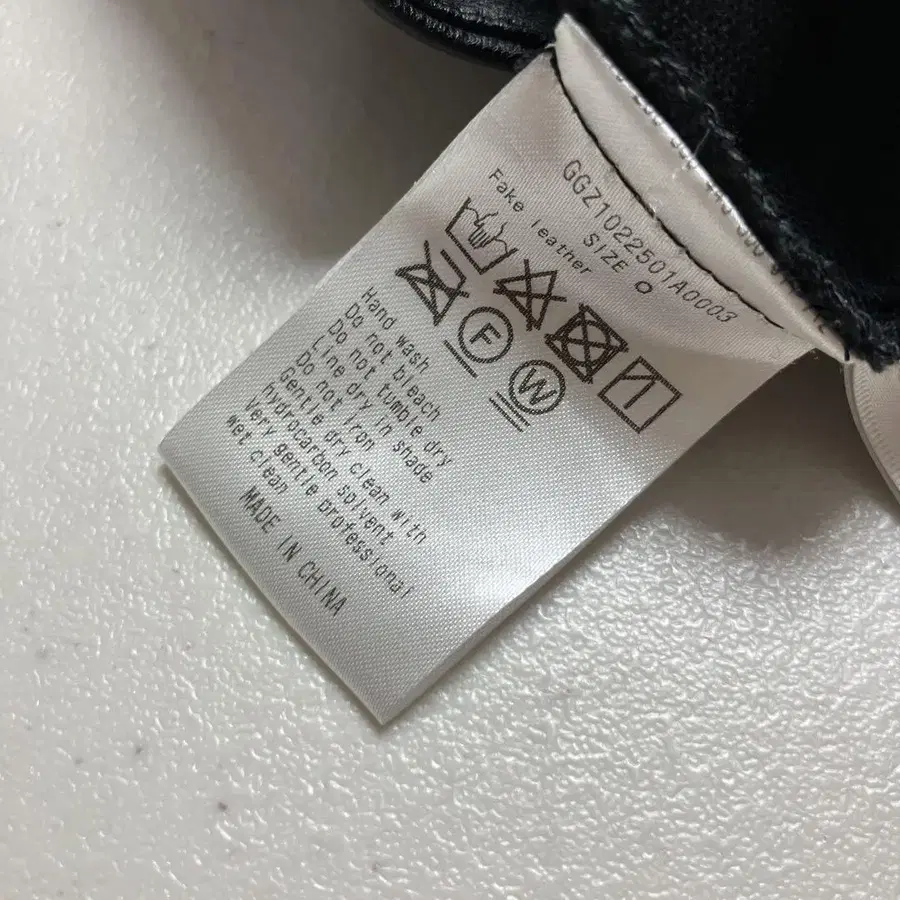 GGZ1022501A0003
SIZE 0
Fake leather
F
W
Hand wash
Do not bleach
Do not tumble dry
Line dry in shade
Do not iron
Gentle dry clean with
hydrocarbon solvent
Very gentle professional
wet clean
MADE IN CHINA